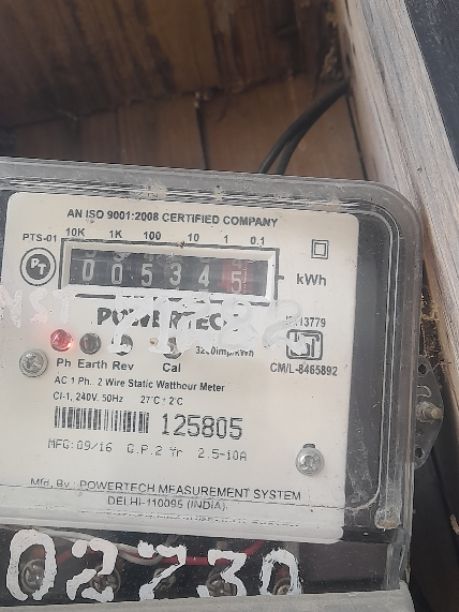 AN ISO 9001:2008 CERTIFIED COMPANY
PTS-01 10K 1K 100 10 1 0.1
PT 0 0 5 3 4 5 kWh
POWERTECH
3200imp/kWh
Ph Earth Rev Cal CM/L-8465892
AC 1 Ph. 2 Wire Static Watthour Meter
Cl-1, 240V. 50Hz 27°C ± 2°C
125805
MFG:09/16 G.P.2 Yr 2.5-10A
Mfd. By.: POWERTECH MEASUREMENT SYSTEM
DELHI-110095 (INDIA).
02730